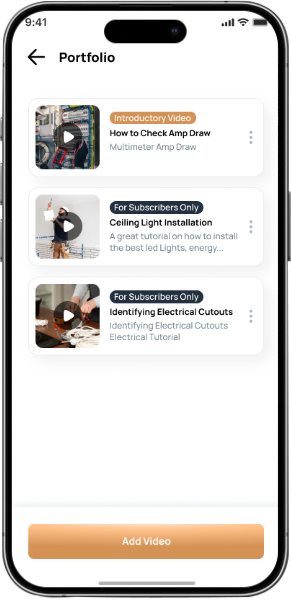 9:41
Portfolio
Introductory Video
How to Check Amp Draw
Multimeter Amp Draw
For Subscribers Only
Ceiling Light Installation
A great tutorial on how to install
the best led Lights, energy...
For Subscribers Only
Identifying Electrical Cutouts
Identifying Electrical Cutouts
Electrical Tutorial
Add Video